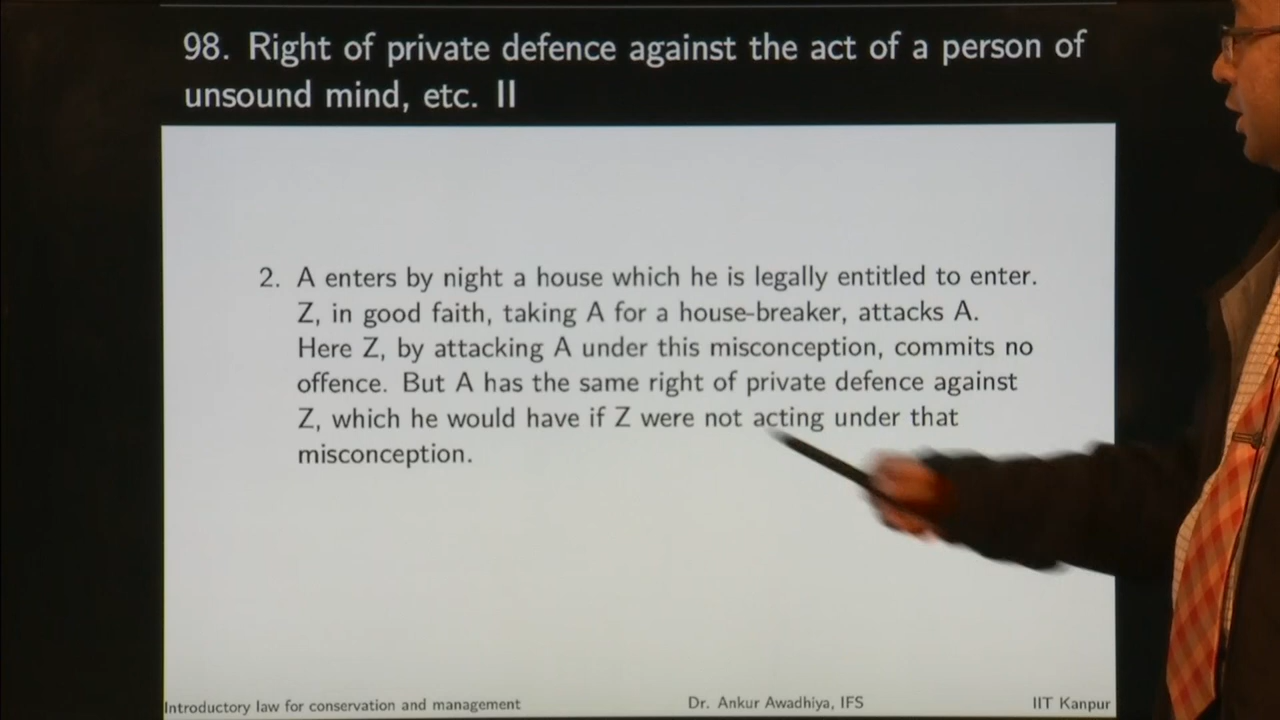 98. Right of private defence against the act of a person of
unsound mind, etc. II
2. A enters by night a house which he is legally entitled to enter.
Z, in good faith, taking A for a house-breaker, attacks A.
Here Z, by attacking A under this misconception, commits no
offence. But A has the same right of private defence against
Z, which he would have if Z were not acting under that
misconception.
Introductory law for conservation and management Dr. Ankur Awadhiya, IFS IIT Kanpur